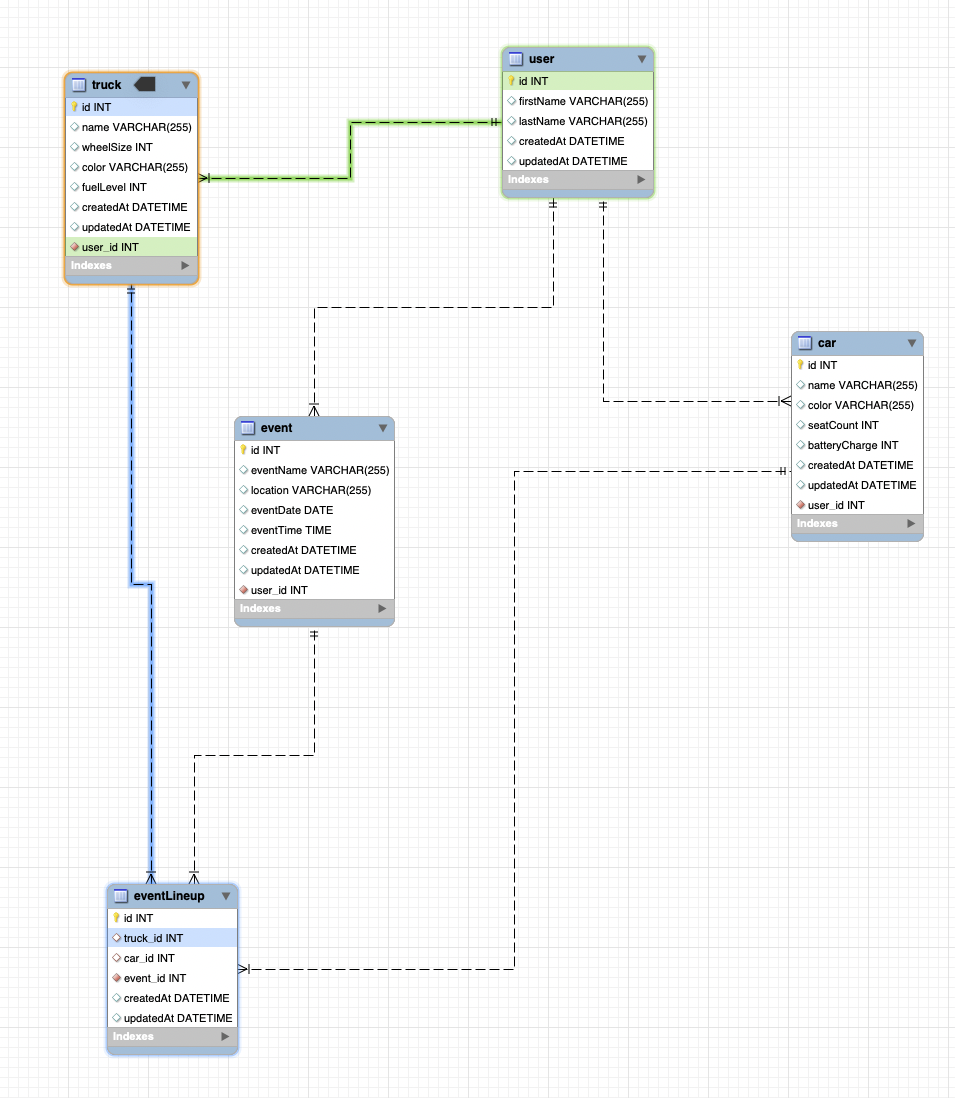 truck
id INT
name VARCHAR(255)
wheelSize INT
color VARCHAR(255)
fuelLevel INT
createdAt DATETIME
updatedAt DATETIME
user_id INT
Indexes
user
id INT
firstName VARCHAR(255)
lastName VARCHAR(255)
createdAt DATETIME
updatedAt DATETIME
Indexes
car
id INT
name VARCHAR(255)
color VARCHAR(255)
seatCount INT
batteryCharge INT
createdAt DATETIME
updatedAt DATETIME
user_id INT
Indexes
event
id INT
eventName VARCHAR(255)
location VARCHAR(255)
eventDate DATE
eventTime TIME
createdAt DATETIME
updatedAt DATETIME
user_id INT
Indexes
eventLineup
id INT
truck_id INT
car_id INT
event_id INT
createdAt DATETIME
updatedAt DATETIME
Indexes